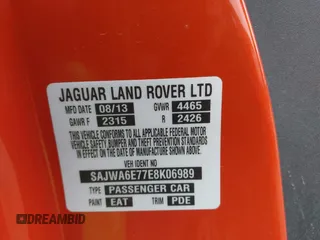 JAGUAR LAND ROVER LTD
MFD DATE 08/13 GVWR 4465
GAWR F 2315 R 2426
THIS VEHICLE CONFORMS TO ALL APPLICABLE FEDERAL MOTOR
VEHICLE SAFETY, BUMPER AND THEFT PREVENTION STANDARDS
IN EFFECT ON THE DATE OF MANUFACTURE SHOWN ABOVE
VEH IDENT NO
SAJWA6E77E8K06989
TYPE PASSENGER CAR
PAINT EAT TRIM PDE
DREAMBID